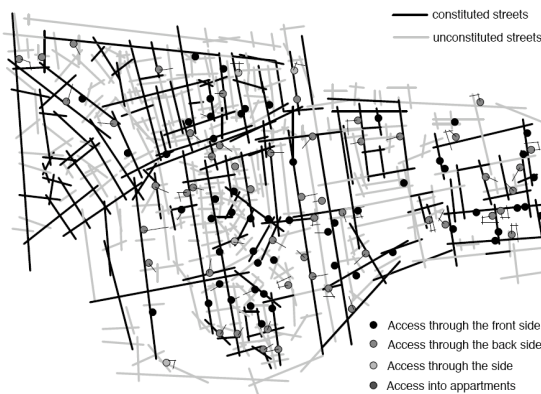 constituted streets
unconstituted streets
Access through the front side
Access through the back side
Access through the side
Access into appartments